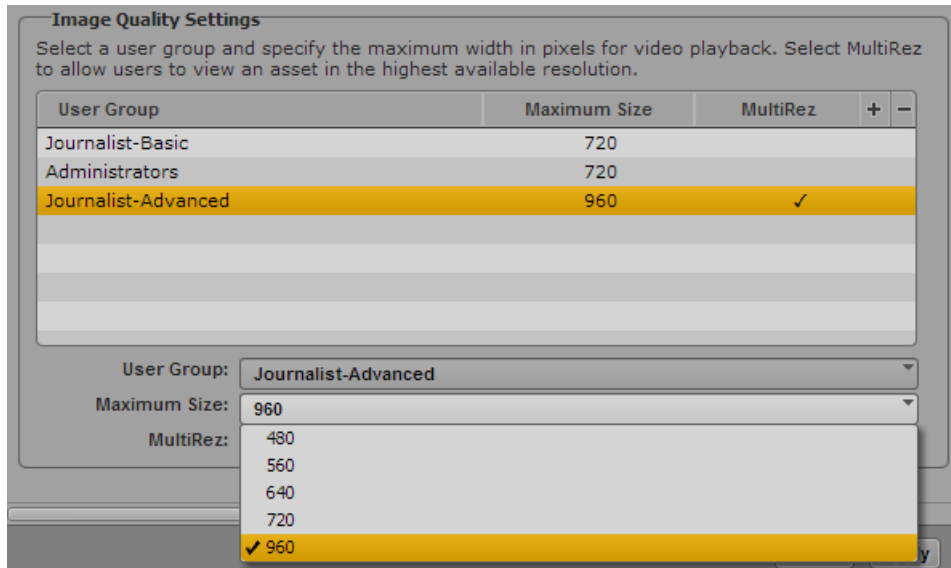 Image Quality Settings
Select a user group and specify the maximum width in pixels for video playback. Select MultiRez
to allow users to view an asset in the highest available resolution.
User Group Maximum Size MultiRez + −
Journalist-Basic 720
Administrators 720
Journalist-Advanced 960 ✓
User Group: Journalist-Advanced
Maximum Size: 960
MultiRez:
480
560
640
720
✓ 960